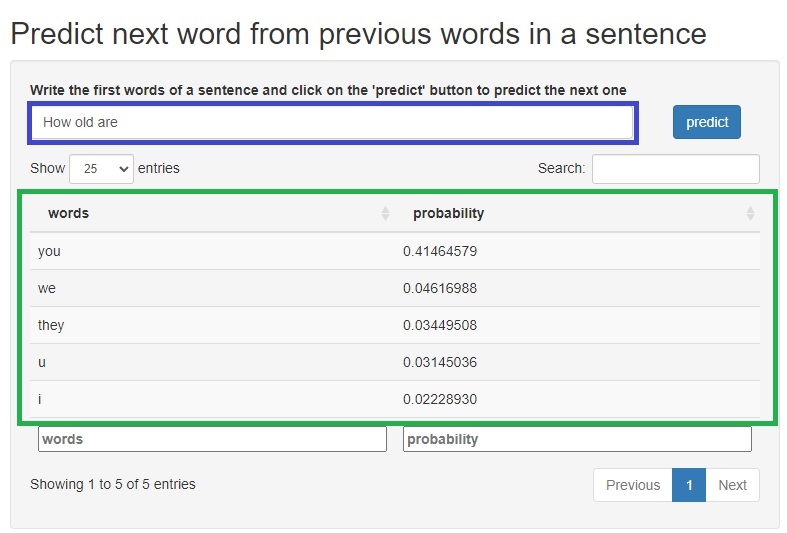 Predict next word from previous words in a sentence
Write the first words of a sentence and click on the 'predict' button to predict the next one
How old are predict
Show 25 entries Search:
words probability
you 0.41464579
we 0.04616988
they 0.03449508
u 0.03145036
i 0.02228930
words probability
Showing 1 to 5 of 5 entries Previous 1 Next